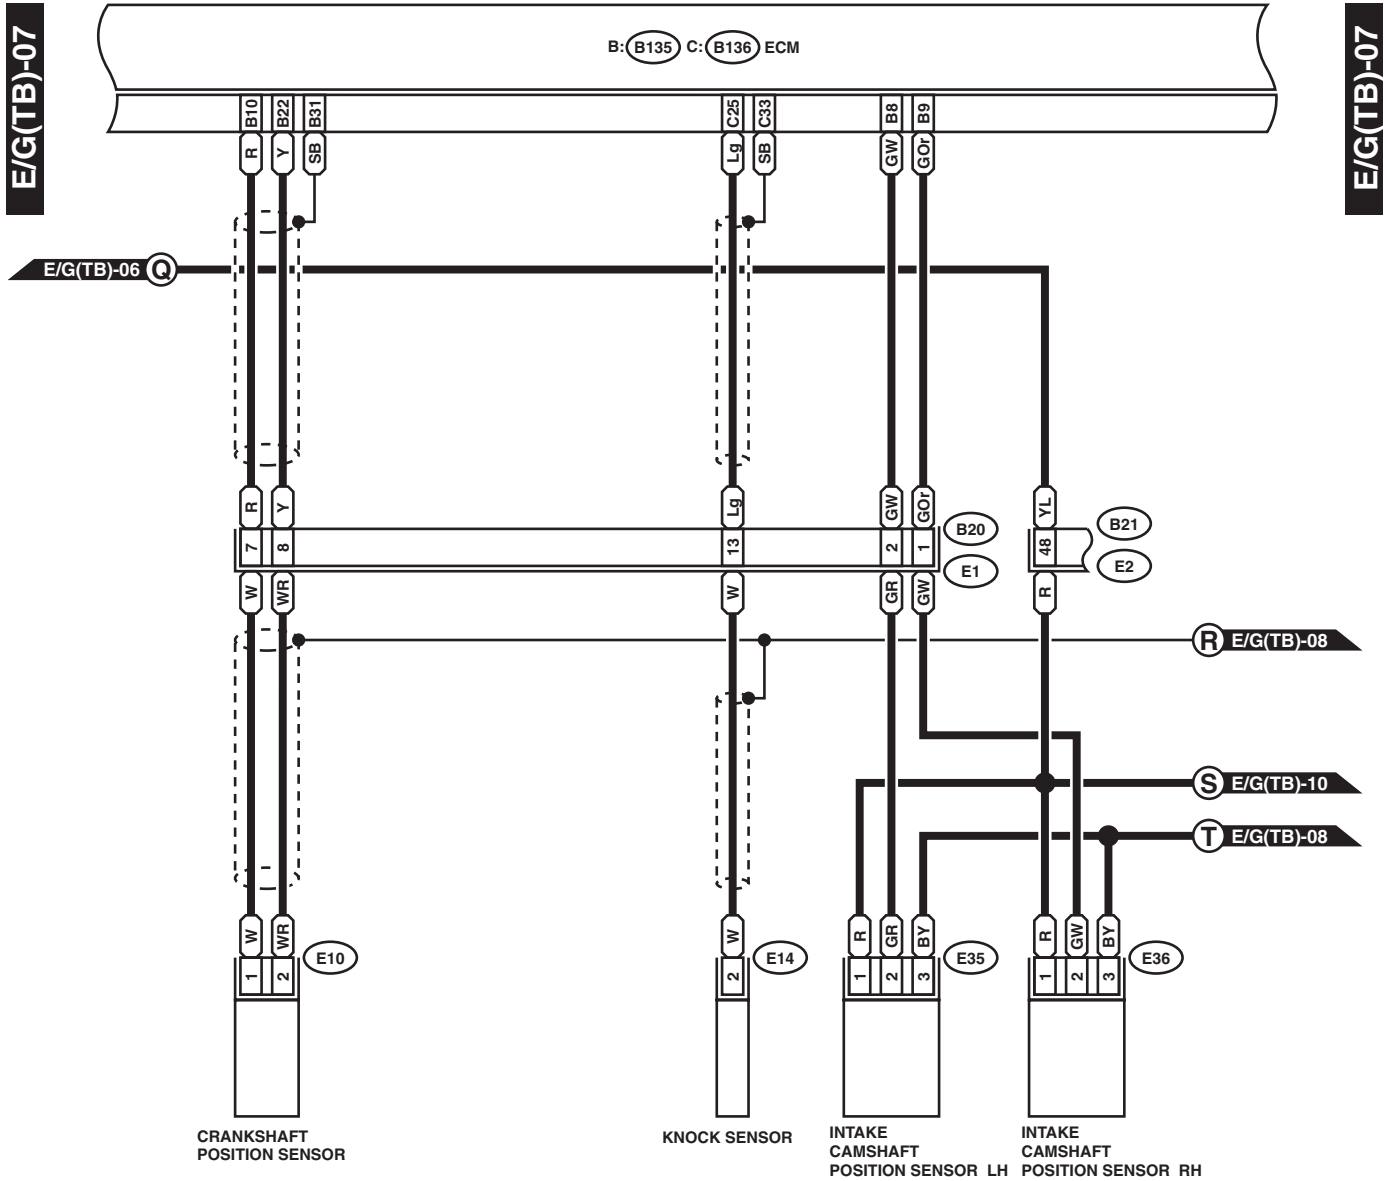 E/G(TB)-07
E/G(TB)-07
B: B135 C: B136 ECM
B10 B22 B31 C25 C33 B8 B9
R Y SB Lg SB GW GOr
E/G(TB)-06 Q
R Y Lg GW GOr YL
B20 B21
7 8 13 2 1 48
E1 E2
W WR W GR GW R
R E/G(TB)-08
S E/G(TB)-10
T E/G(TB)-08
W WR W R GR BY R GW BY
E10 E14 E35 E36
1 2 2 1 2 3 1 2 3
CRANKSHAFT
POSITION SENSOR
KNOCK SENSOR
INTAKE
CAMSHAFT
POSITION SENSOR LH
INTAKE
CAMSHAFT
POSITION SENSOR RH